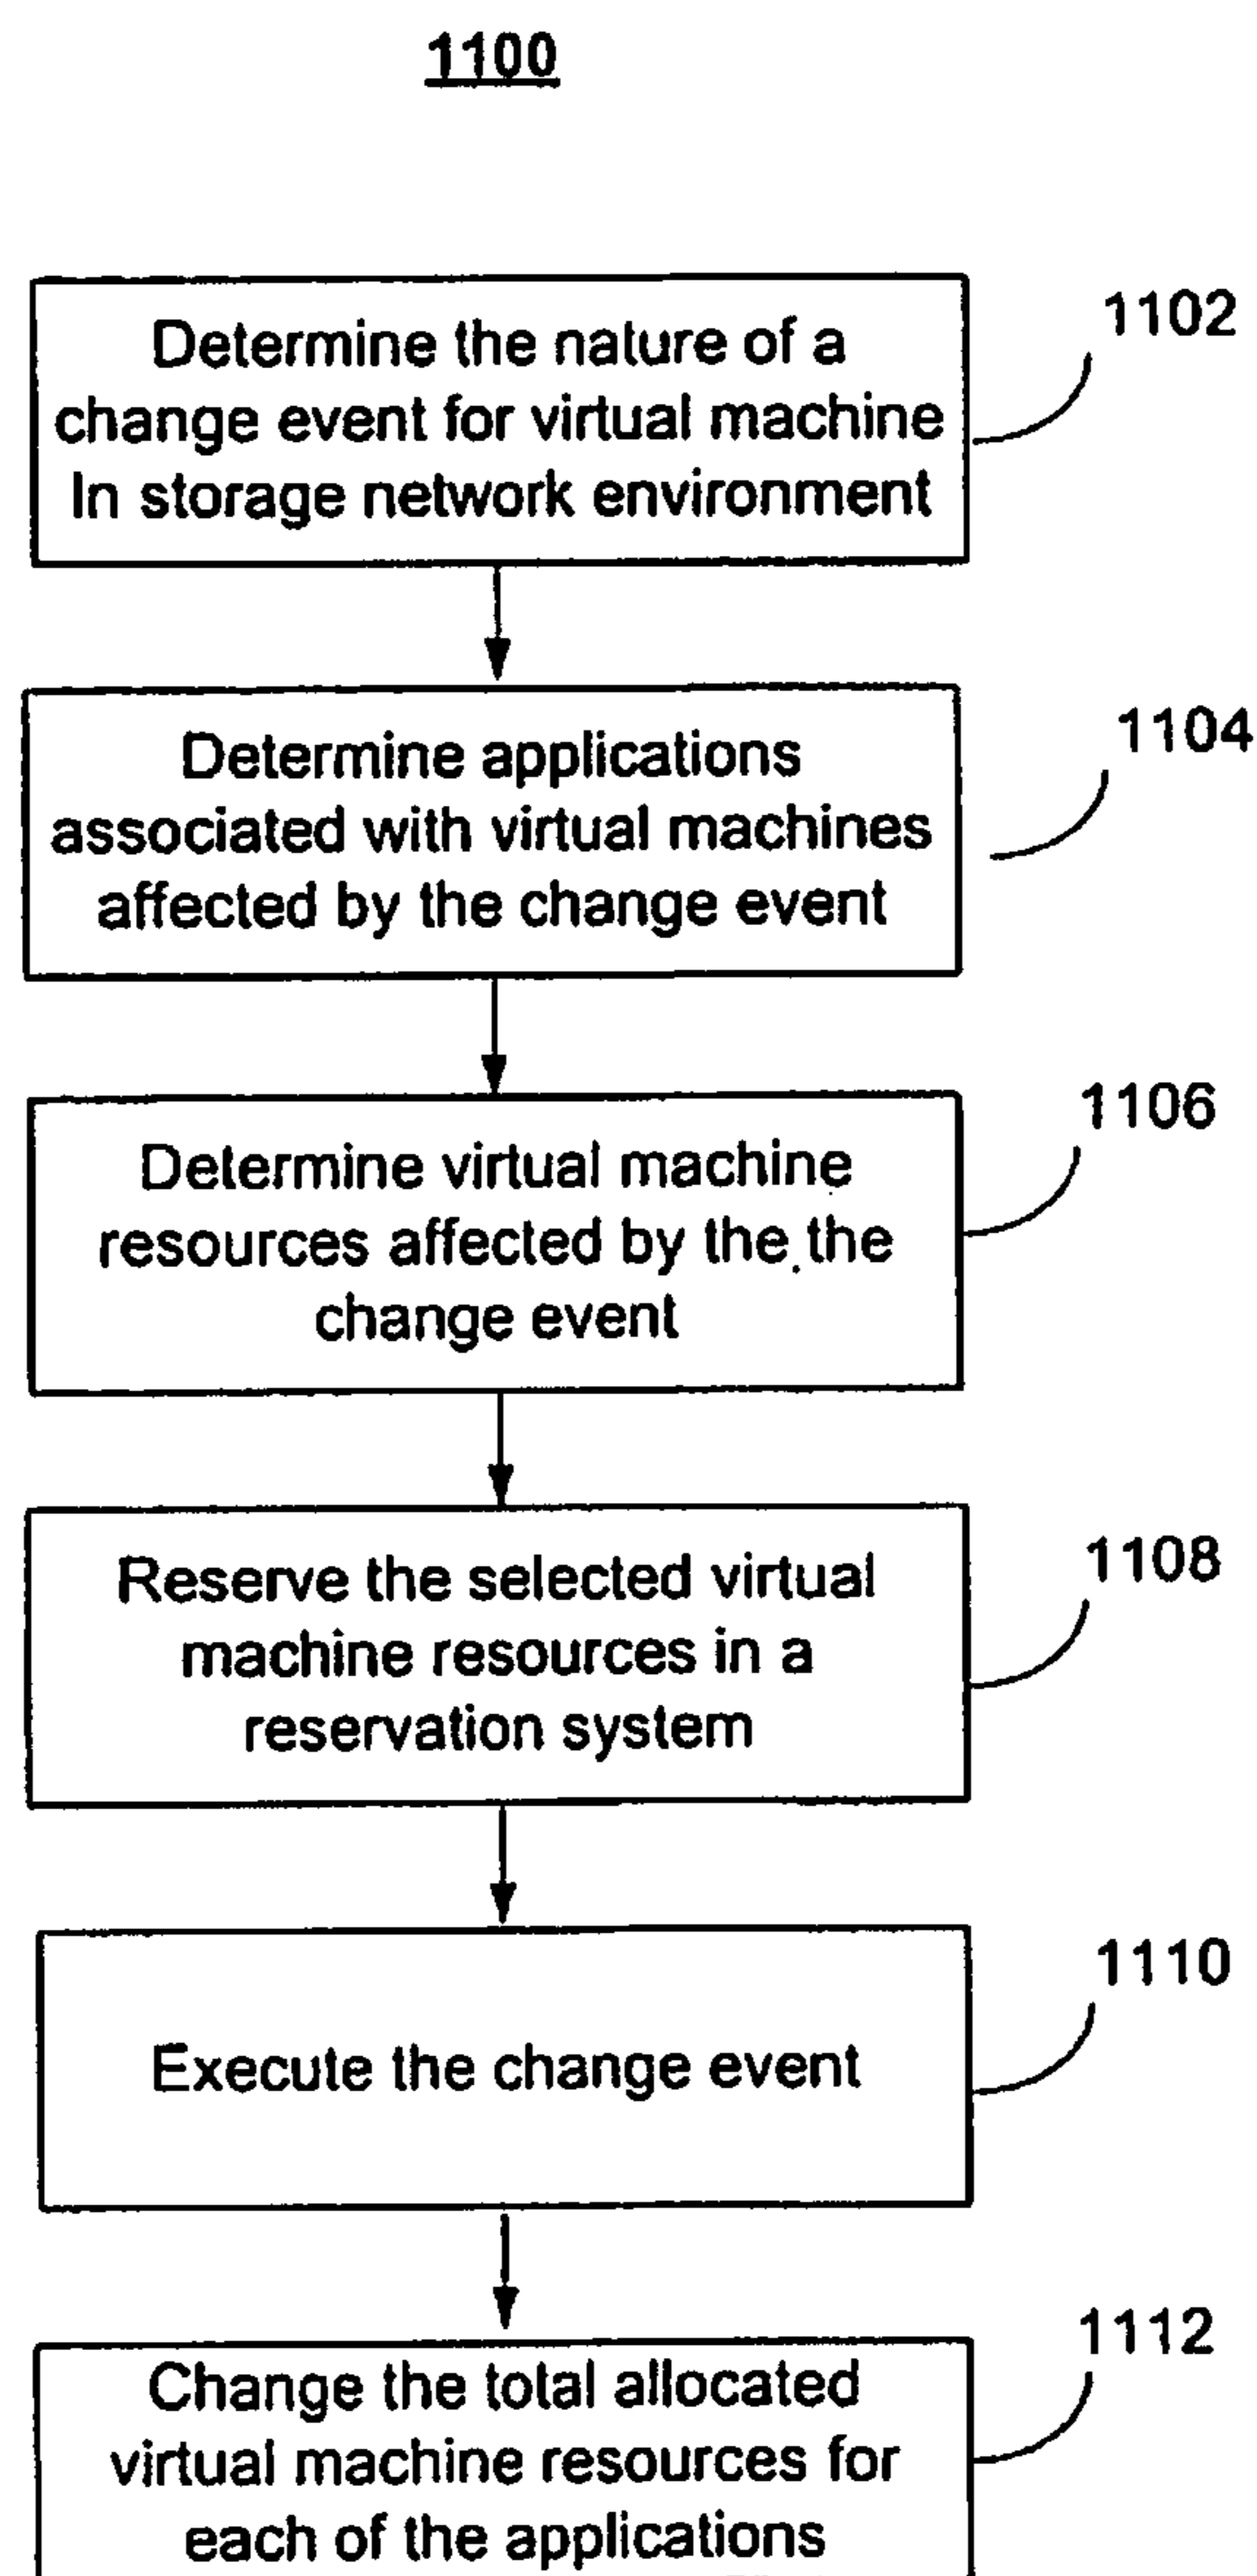 1100
1102
Determine the nature of a
change event for virtual machine
In storage network environment
1104
Determine applications
associated with virtual machines
affected by the change event
1106
Determine virtual machine
resources affected by the the
change event
1108
Reserve the selected virtual
machine resources in a
reservation system
1110
Execute the change event
1112
Change the total allocated
virtual machine resources for
each of the applications